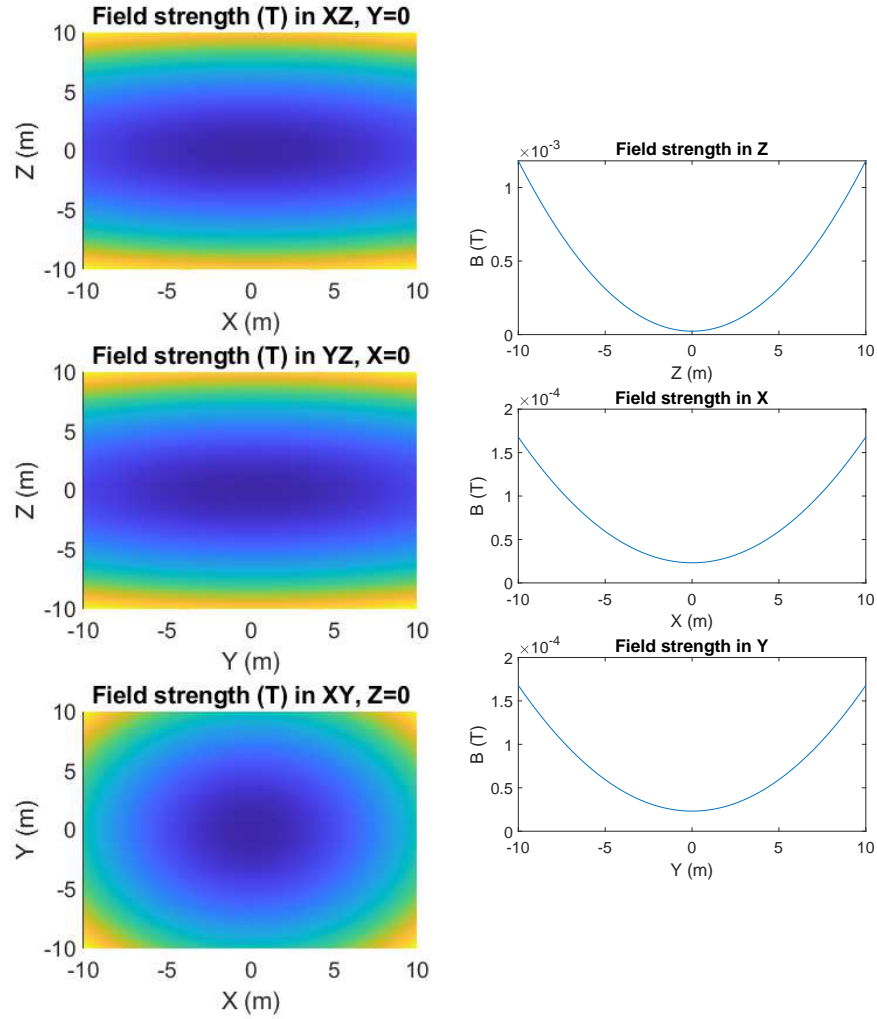 Field strength (T) in XZ, Y=0
10
5
0
-5
-10
Z (m)
-10 -5 0 5 10
X (m)
Field strength (T) in YZ, X=0
10
5
0
-5
-10
Z (m)
-10 -5 0 5 10
Y (m)
Field strength (T) in XY, Z=0
10
5
0
-5
-10
Y (m)
-10 -5 0 5 10
X (m)
×10⁻³
Field strength in Z
1
0.5
0
B (T)
-10 -5 0 5 10
Z (m)
×10⁻⁴
Field strength in X
2
1.5
1
0.5
0
B (T)
-10 -5 0 5 10
X (m)
×10⁻⁴
Field strength in Y
2
1.5
1
0.5
0
B (T)
-10 -5 0 5 10
Y (m)